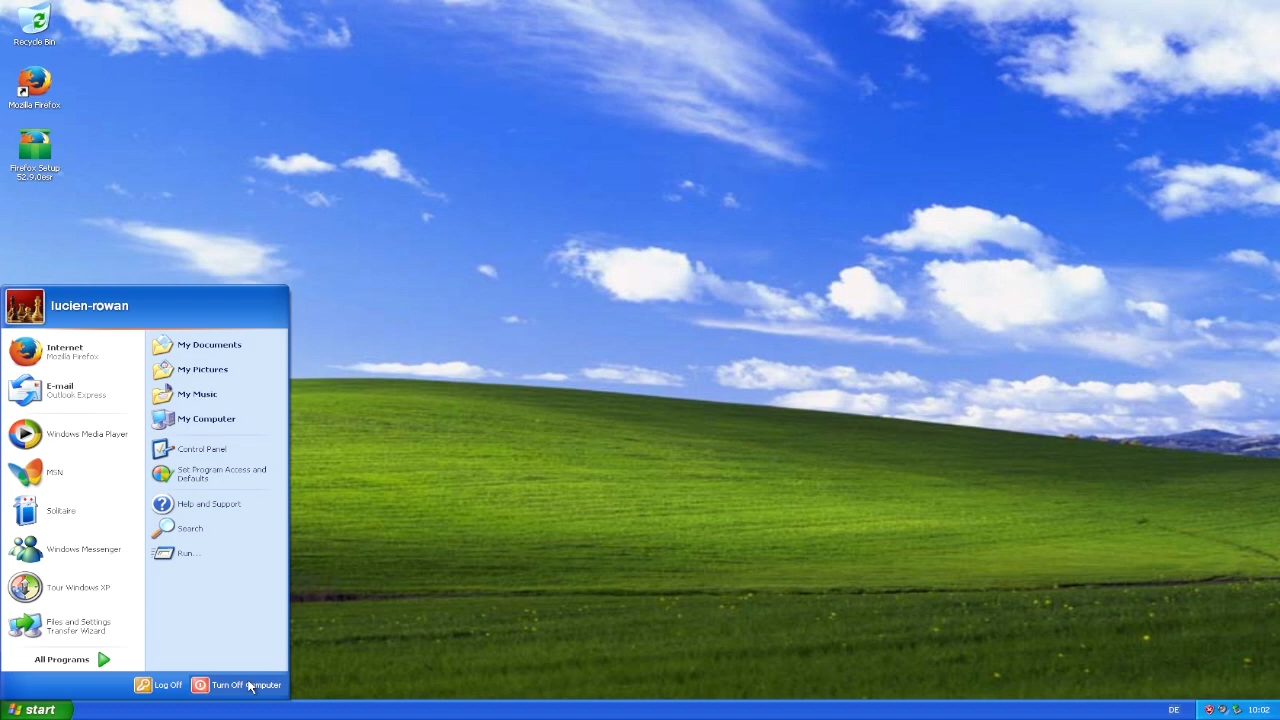 Recycle Bin
Mozilla Firefox
Firefox Setup
52.9.0esr
lucien-rowan
Internet
Mozilla Firefox
E-mail
Outlook Express
Windows Media Player
MSN
Solitaire
Windows Messenger
Tour Windows XP
Files and Settings
Transfer Wizard
All Programs
My Documents
My Pictures
My Music
My Computer
Control Panel
Set Program Access and
Defaults
Help and Support
Search
Run...
Log Off
Turn Off Computer
start
DE
10:02